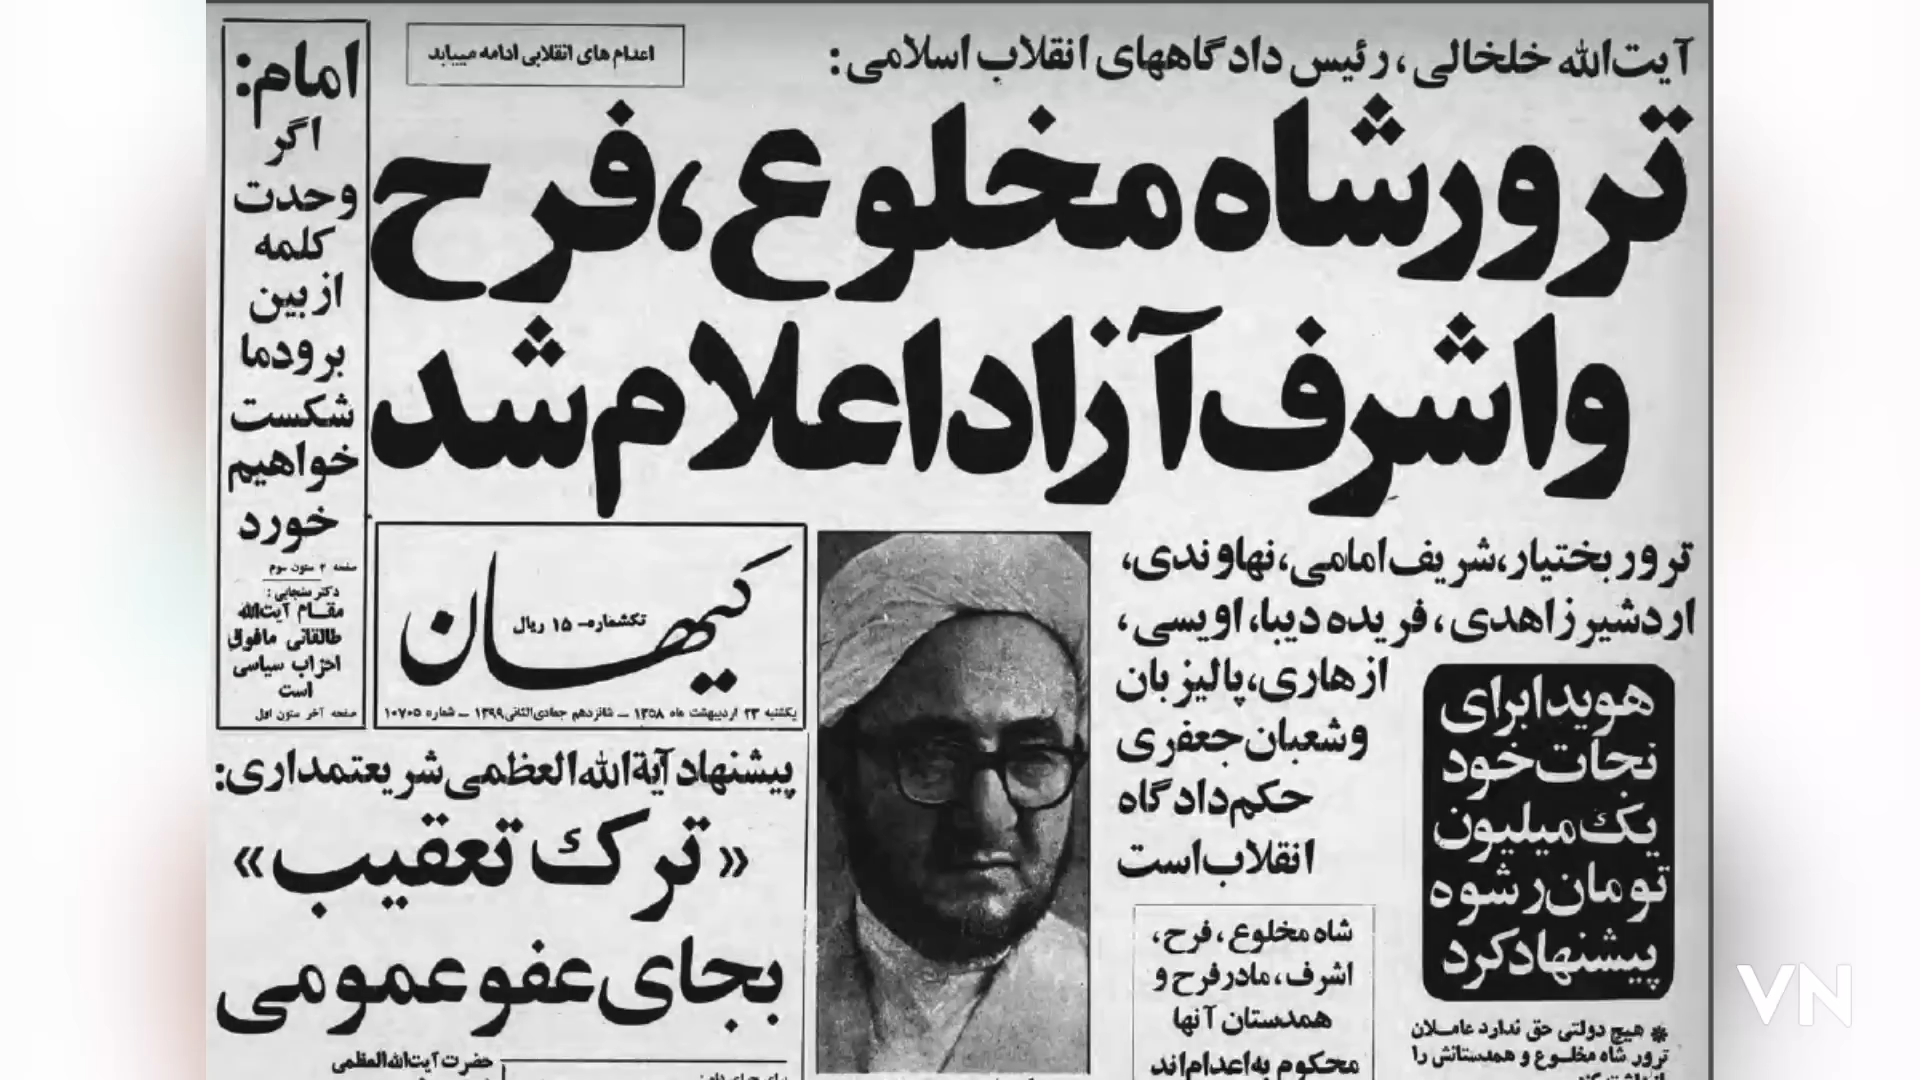 آیت‌الله خلخالی، رئیس دادگاههای انقلاب اسلامی:
اعدام های انقلابی ادامه مییابد
ترور شاه مخلوع، فرح
و اشرف آزاد اعلام شد
امام:
اگر
وحدت
کلمه
از بین
برود ما
شکست
خواهیم
خورد
صفحه ۲ ستون سوم
دکتر سنجابی:
مقام آیت‌الله
طالقانی مافوق
احزاب سیاسی
است
صفحه آخر ستون اول
کیهان
تکشماره- ۱۵ ریال
یکشنبه ۲۳ اردیبهشت ماه ۱۳۵۸ – شانزدهم جمادی‌الثانی ۱۳۹۹ – شماره ۱۰۷۰۵
ترور بختیار، شریف امامی، نهاوندی،
اردشیر زاهدی، فریده دیبا، اویسی،
ازهاری، پالیزبان
و شعبان جعفری
حکم دادگاه
انقلاب است
هویدا برای
نجات خود
یک میلیون
تومان رشوه
پیشنهاد کرد
شاه مخلوع، فرح،
اشرف، مادر فرح و
همدستان آنها
محکوم به اعدام‌اند
* هیچ دولتی حق ندارد عاملان
ترور شاه مخلوع و همدستانش را
پیشنهاد آیةالله العظمی شریعتمداری:
«ترک تعقیب»
بجای عفو عمومی
حضرت آیت‌الله العظمی
VN